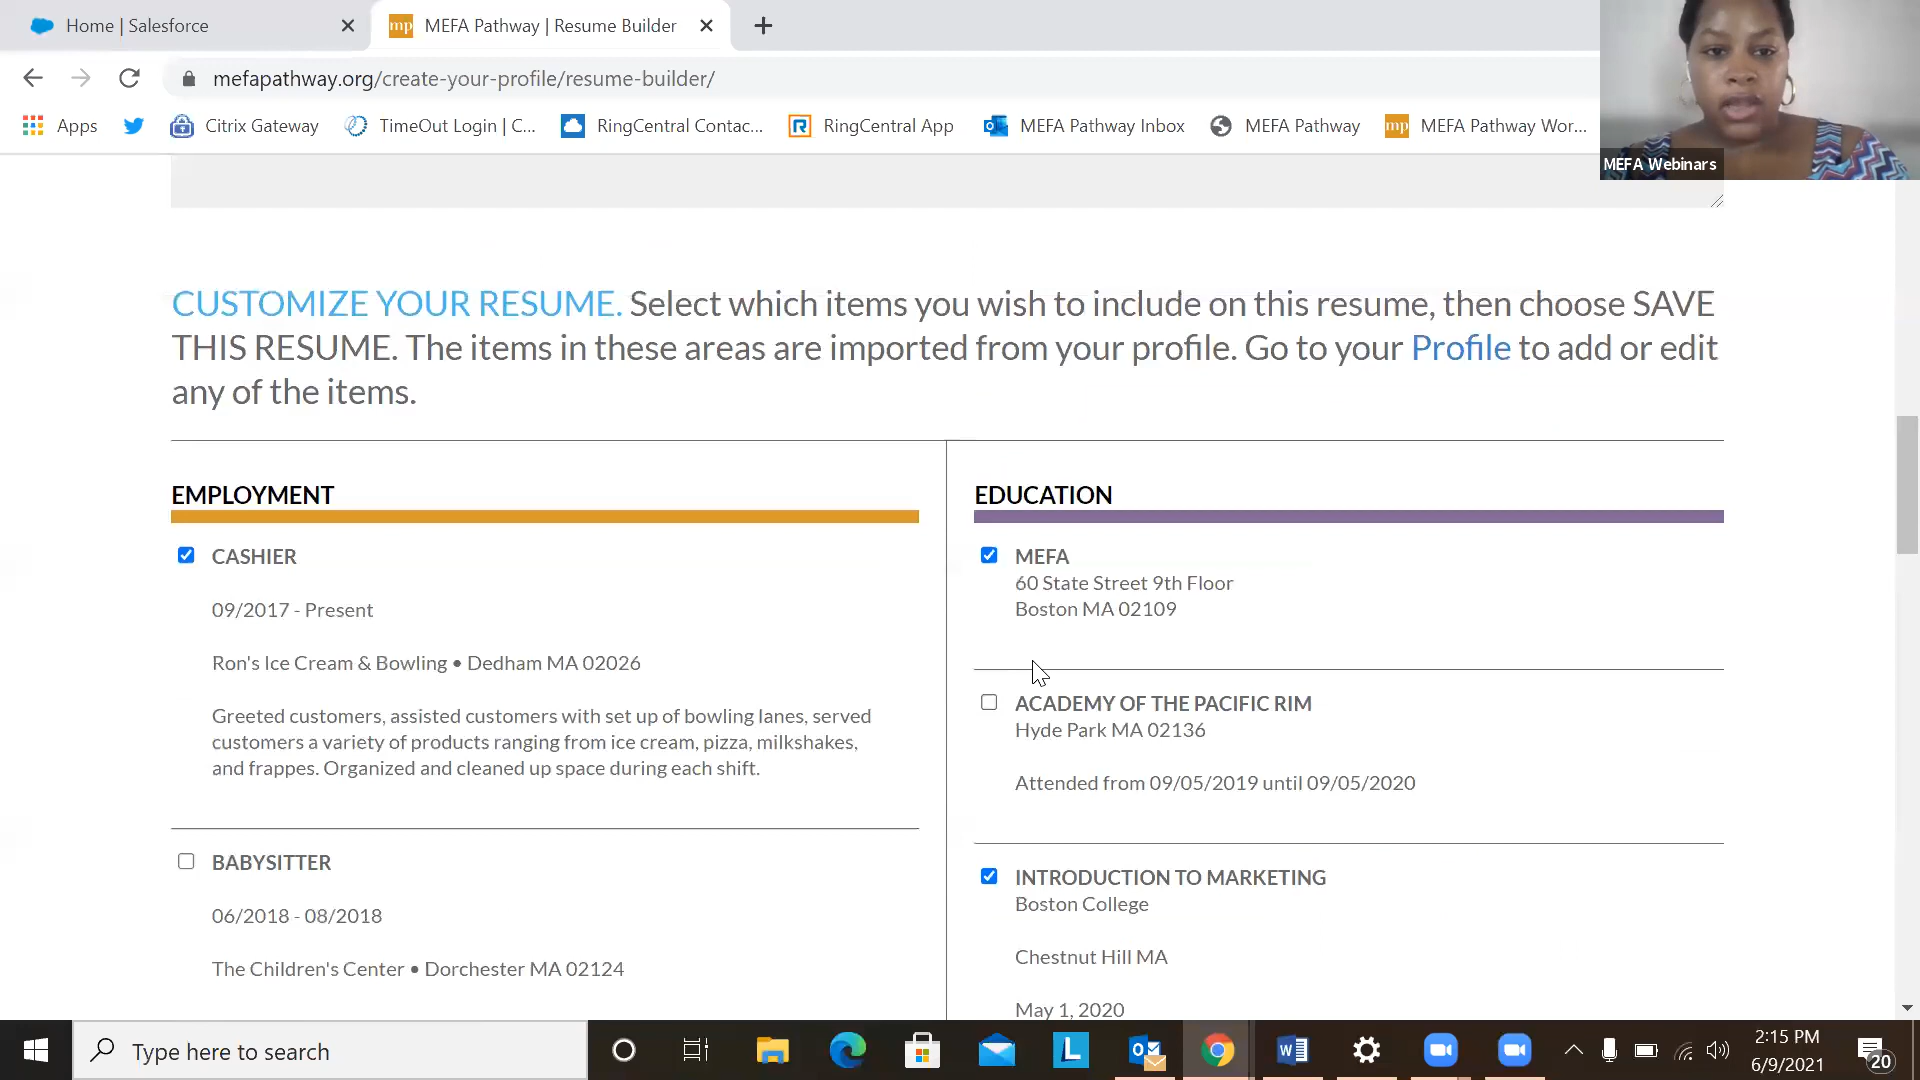 Home | Salesforce
mp MEFA Pathway | Resume Builder
mefapathway.org/create-your-profile/resume-builder/
Apps Citrix Gateway TimeOut Login | C... RingCentral Contac... RingCentral App MEFA Pathway Inbox MEFA Pathway mp MEFA Pathway Wor...
MEFA Webinars
CUSTOMIZE YOUR RESUME. Select which items you wish to include on this resume, then choose SAVE
THIS RESUME. The items in these areas are imported from your profile. Go to your Profile to add or edit
any of the items.
EMPLOYMENT
CASHIER
09/2017 - Present
Ron's Ice Cream & Bowling • Dedham MA 02026
Greeted customers, assisted customers with set up of bowling lanes, served
customers a variety of products ranging from ice cream, pizza, milkshakes,
and frappes. Organized and cleaned up space during each shift.
BABYSITTER
06/2018 - 08/2018
The Children's Center • Dorchester MA 02124
EDUCATION
MEFA
60 State Street 9th Floor
Boston MA 02109
ACADEMY OF THE PACIFIC RIM
Hyde Park MA 02136
Attended from 09/05/2019 until 09/05/2020
INTRODUCTION TO MARKETING
Boston College
Chestnut Hill MA
May 1, 2020
Type here to search
2:15 PM
6/9/2021
20